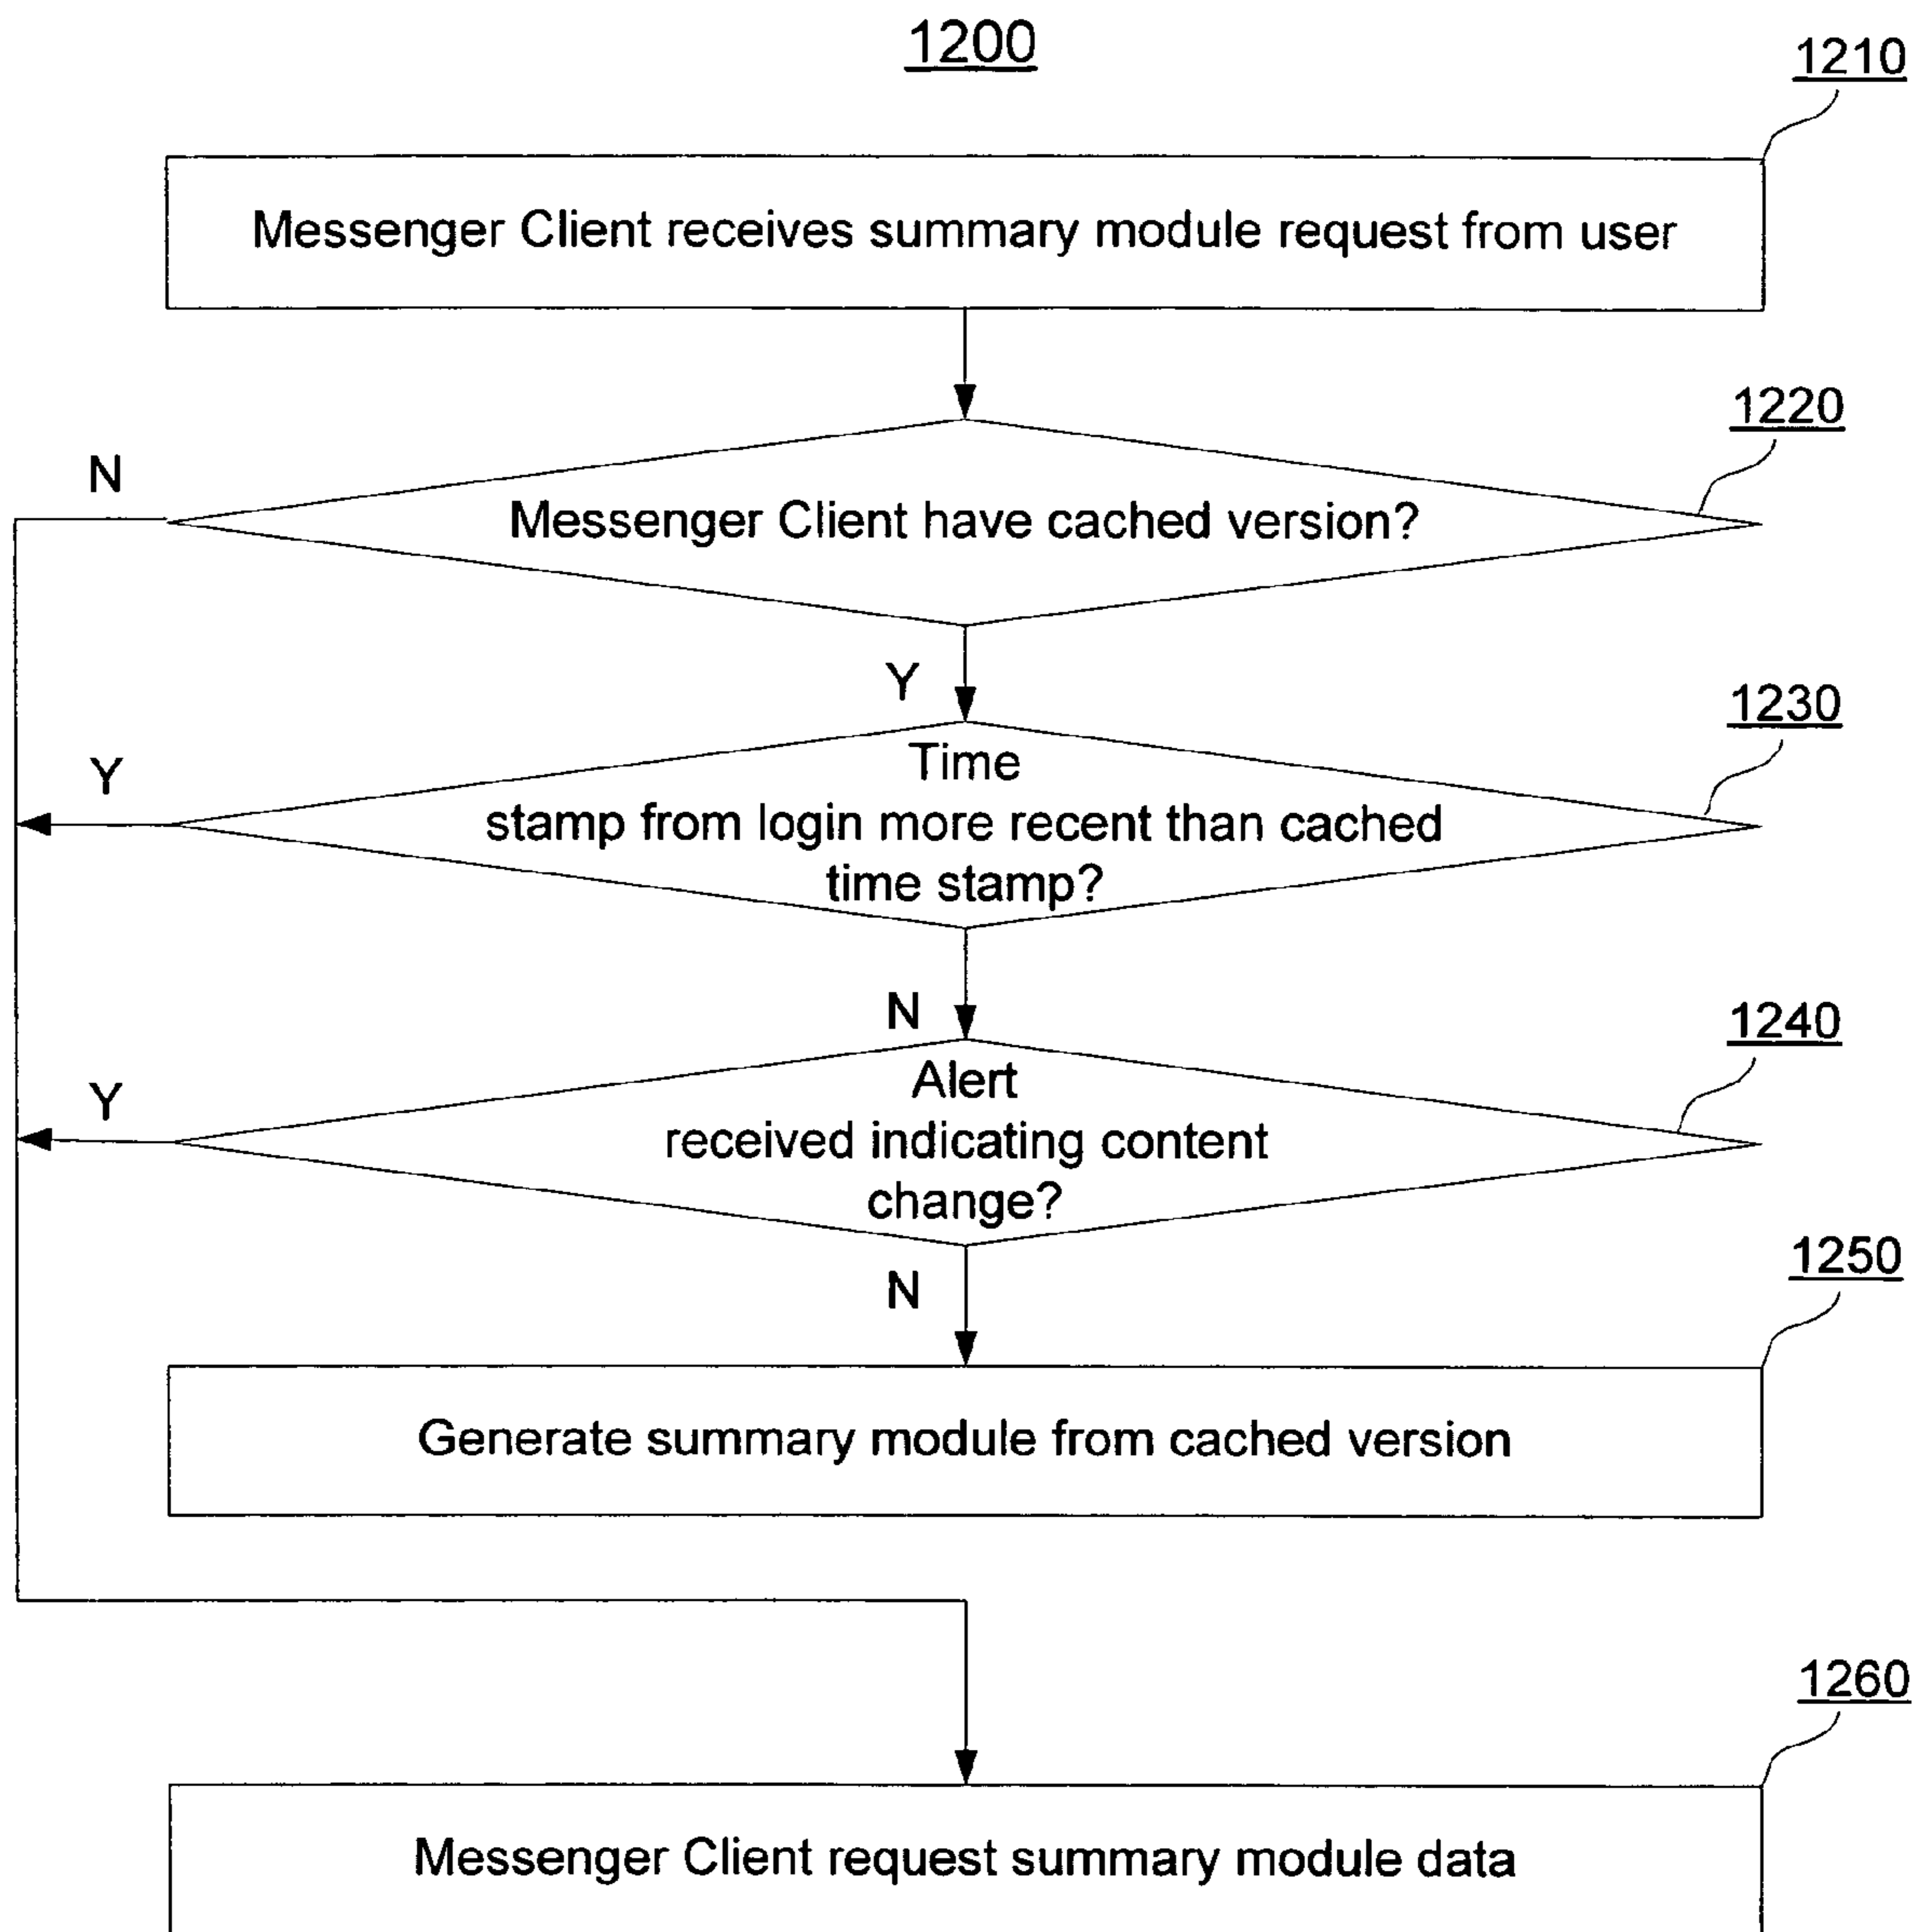 1200
1210
Messenger Client receives summary module request from user
1220
N
Messenger Client have cached version?
Y
1230
Time
Y
stamp from login more recent than cached
time stamp?
N
1240
Alert
Y
received indicating content
change?
N
1250
Generate summary module from cached version
1260
Messenger Client request summary module data